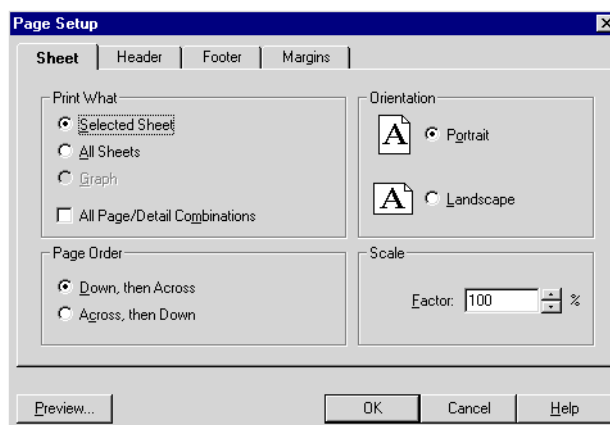 Page Setup
Sheet Header Footer Margins
Print What
Selected Sheet
All Sheets
Graph
All Page/Detail Combinations
Orientation
A Portrait
A Landscape
Page Order
Down, then Across
Across, then Down
Scale
Factor: 100 %
Preview... OK Cancel Help